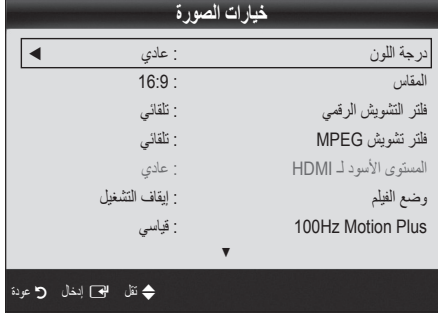 خيارات الصورة
درجة اللون : عادي
المقاس : 16:9
فلتر التشويش الرقمي : تلقائي
فلتر تشويش MPEG : تلقائي
المستوى الأسود لـ HDMI : عادي
وضع الفيلم : إيقاف التشغيل
100Hz Motion Plus : قياسي
تنقل إدخال عودة